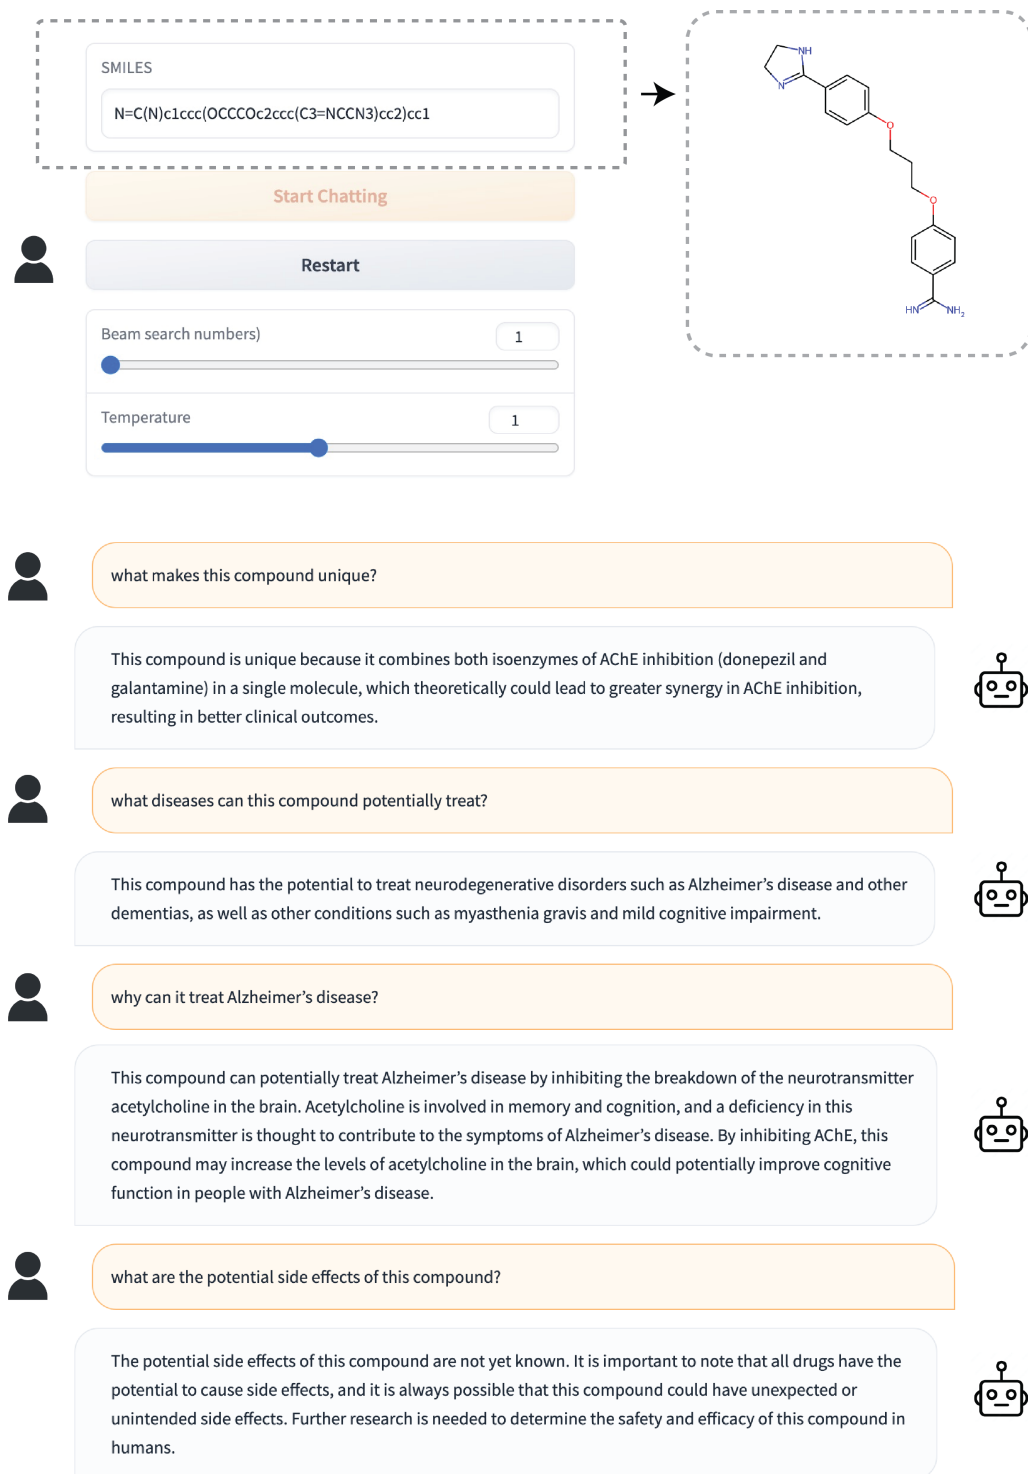 SMILES
N=C(N)c1ccc(OCCCOc2ccc(C3=NCCN3)cc2)cc1
Start Chatting
Restart
Beam search numbers)
1
Temperature
1
NH
N
O
O
HN
NH2
what makes this compound unique?
This compound is unique because it combines both isoenzymes of AChE inhibition (donepezil and
galantamine) in a single molecule, which theoretically could lead to greater synergy in AChE inhibition,
resulting in better clinical outcomes.
what diseases can this compound potentially treat?
This compound has the potential to treat neurodegenerative disorders such as Alzheimer’s disease and other
dementias, as well as other conditions such as myasthenia gravis and mild cognitive impairment.
why can it treat Alzheimer’s disease?
This compound can potentially treat Alzheimer’s disease by inhibiting the breakdown of the neurotransmitter
acetylcholine in the brain. Acetylcholine is involved in memory and cognition, and a deficiency in this
neurotransmitter is thought to contribute to the symptoms of Alzheimer’s disease. By inhibiting AChE, this
compound may increase the levels of acetylcholine in the brain, which could potentially improve cognitive
function in people with Alzheimer’s disease.
what are the potential side effects of this compound?
The potential side effects of this compound are not yet known. It is important to note that all drugs have the
potential to cause side effects, and it is always possible that this compound could have unexpected or
unintended side effects. Further research is needed to determine the safety and efficacy of this compound in
humans.